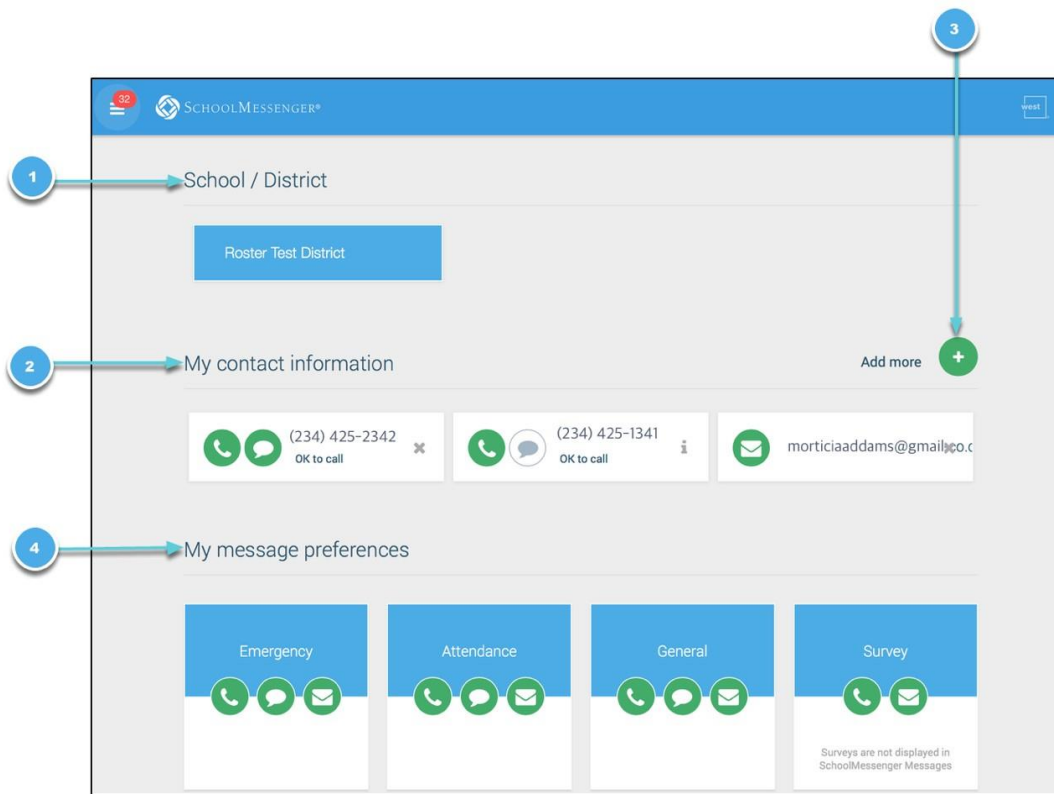 3
32
SCHOOLMESSENGER®
west
1
School / District
Roster Test District
2
My contact information
Add more
(234) 425-2342
OK to call
(234) 425-1341
OK to call
i
morticiaaddams@gmail.co.c
4
My message preferences
Emergency
Attendance
General
Survey
Surveys are not displayed in
SchoolMessenger Messages